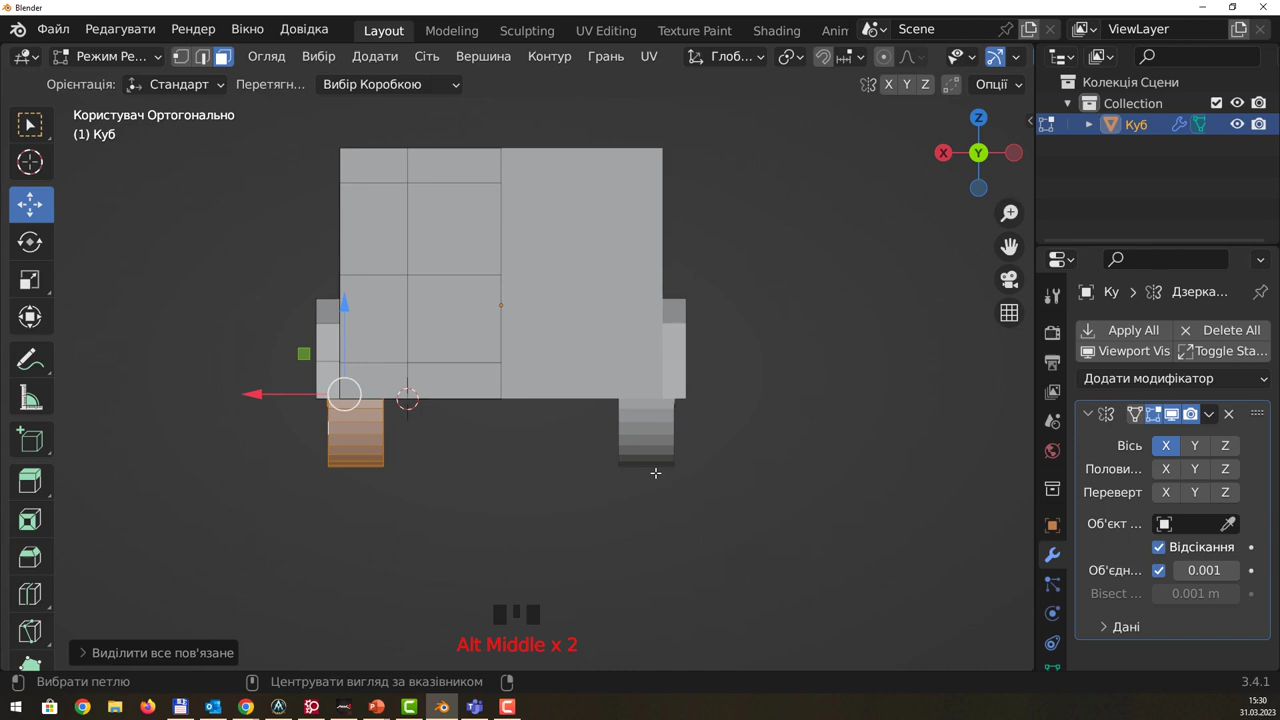 Blender
Файл Редагувати Рендер Вікно Довідка Layout Modeling Sculpting UV Editing Texture Paint Shading Anin Scene ViewLayer
Режим Ре... Огляд Вибір Додати Сіть Вершина Контур Грань UV Глоб...
Орієнтація: Стандарт Перетягн... Вибір Коробкою X Y Z Опції
Колекція Сцени
Collection
Куб
Користувач Ортогонально
(1) Куб
Z
X
Y
Ку > Дзерка...
Apply All Delete All
Viewport Vis Toggle Sta...
Додати модифікатор
Вісь X Y Z
Полови... X Y Z
Переверт X Y Z
Об'єкт ...
Відсікання
Об'єдн... 0.001
Bisect ... 0.001 m
Дані
Alt Middle x 2
Виділити все пов'язане
Вибрати петлю Центрувати вигляд за вказівником 3.4.1
15:30
31.03.2023